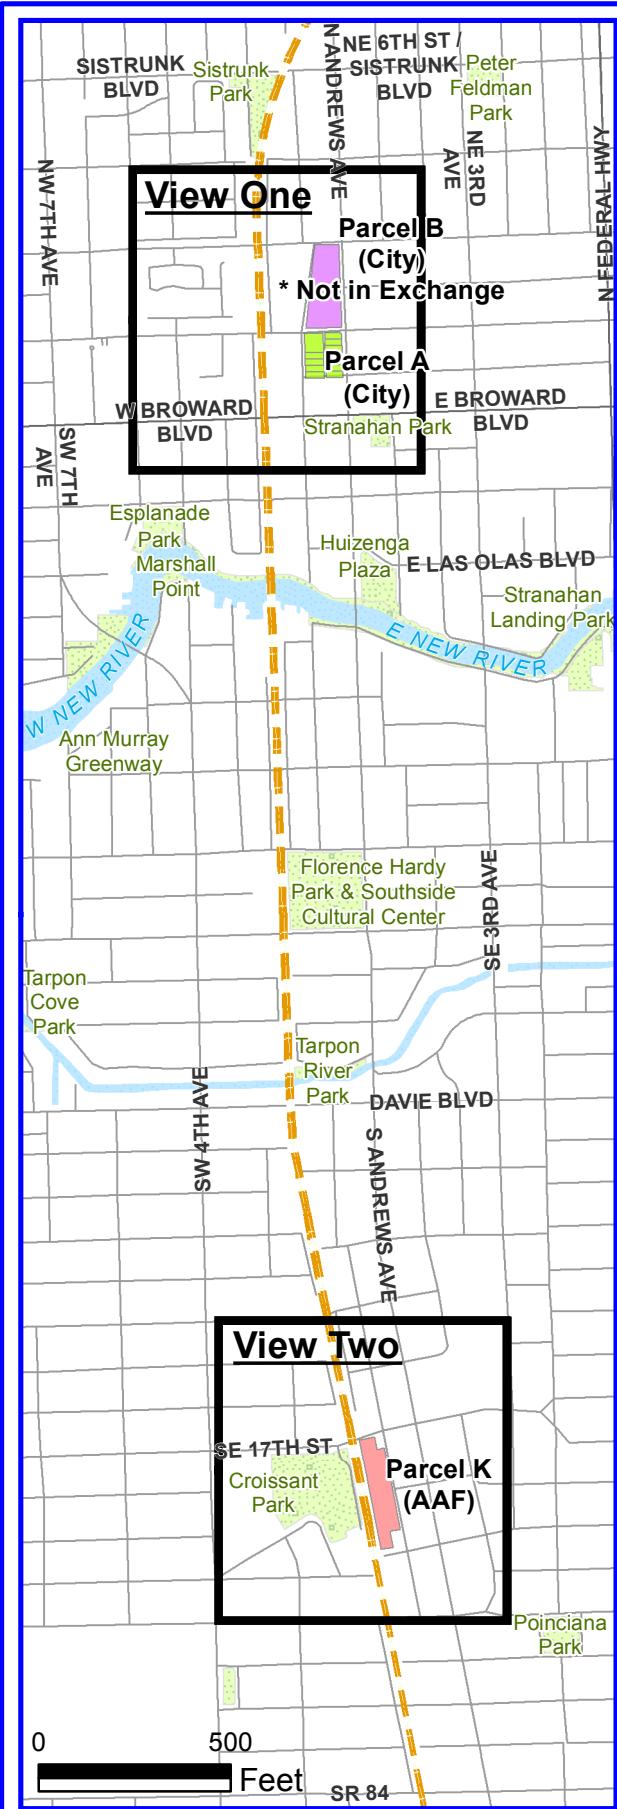 SISTRUNK
BLVD
Sistrunk
Park
N ANDREWS AVE
NE 6TH ST /
SISTRUNK
BLVD
Peter
Feldman
Park
NE 3RD
AVE
N FEDERAL HWY
NW 7TH AVE
View One
Parcel B
(City)
* Not in Exchange
Parcel A
(City)
W BROWARD
BLVD
E BROWARD
BLVD
Stranahan Park
SW 7TH
AVE
Esplanade
Park
Marshall
Point
Huizenga
Plaza
E LAS OLAS BLVD
Stranahan
Landing Park
W NEW RIVER
E NEW RIVER
Ann Murray
Greenway
Florence Hardy
Park & Southside
Cultural Center
SE 3RD AVE
Tarpon
Cove
Park
Tarpon
River
Park
SW 4TH AVE
DAVIE BLVD
S ANDREWS AVE
View Two
SE 17TH ST
Croissant
Park
Parcel K
(AAF)
Poinciana
Park
0 500
Feet
SR 84